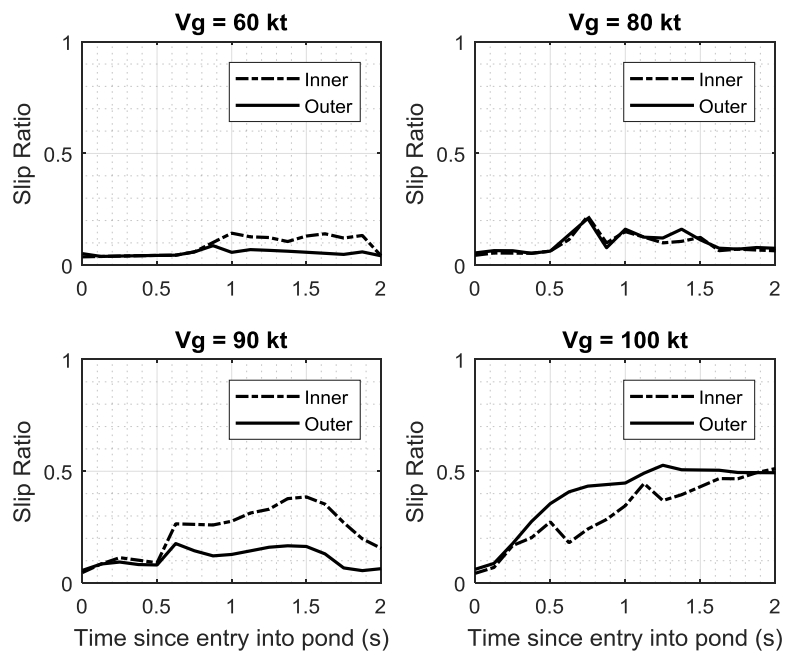 Vg = 60 kt
1
0.5
0
Slip Ratio
Inner
Outer
0 0.5 1 1.5 2
Vg = 80 kt
1
0.5
0
Slip Ratio
Inner
Outer
0 0.5 1 1.5 2
Vg = 90 kt
1
0.5
0
Slip Ratio
Inner
Outer
0 0.5 1 1.5 2
Time since entry into pond (s)
Vg = 100 kt
1
0.5
0
Slip Ratio
Inner
Outer
0 0.5 1 1.5 2
Time since entry into pond (s)